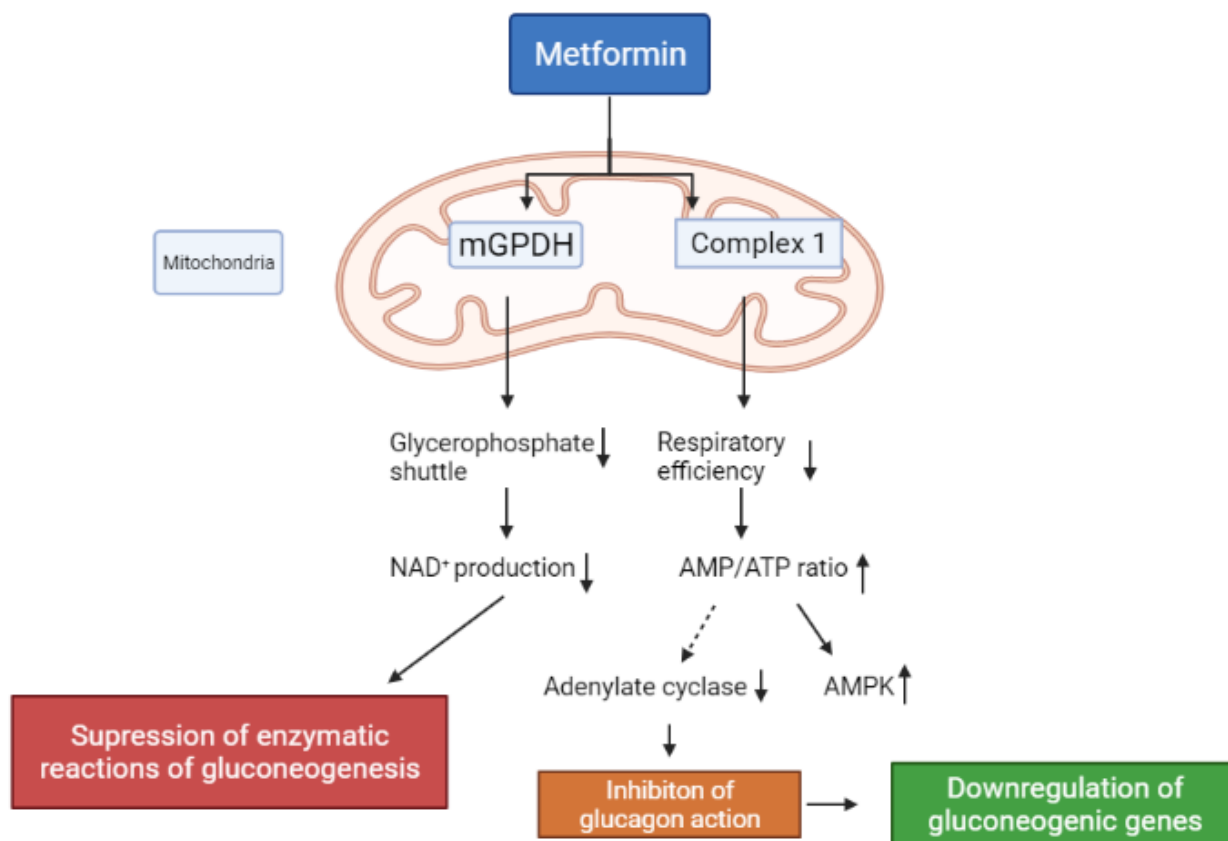 Metformin
mGPDH
Complex 1
Mitochondria
Glycerophosphate
shuttle
Respiratory
efficiency
NAD⁺ production
AMP/ATP ratio
Adenylate cyclase
AMPK
Supression of enzymatic
reactions of gluconeogenesis
Inhibiton of
glucagon action
Downregulation of
gluconeogenic genes